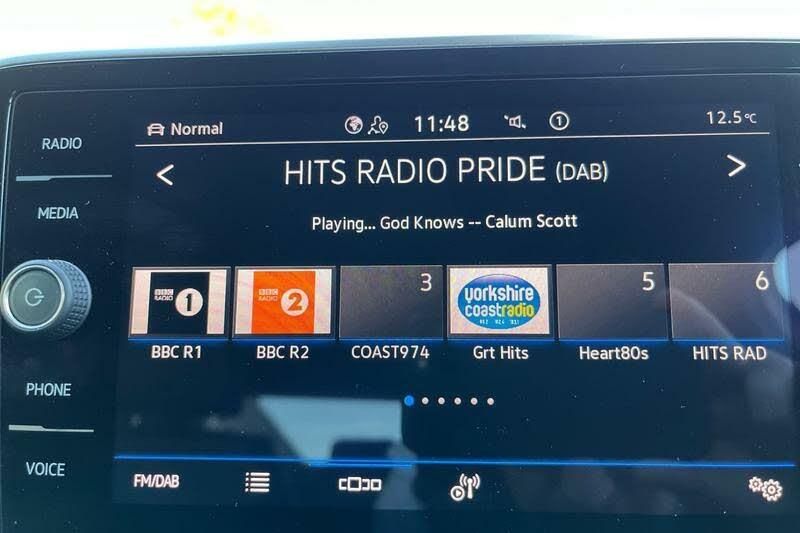 RADIO
MEDIA
PHONE
VOICE
Normal 11:48 1 12.5°C
< HITS RADIO PRIDE (DAB) >
Playing... God Knows -- Calum Scott
BBC RADIO 1
BBC RADIO 2
3
yorkshire
coastradio
5
6
BBC R1 BBC R2 COAST974 Grt Hits Heart80s HITS RAD
FM/DAB